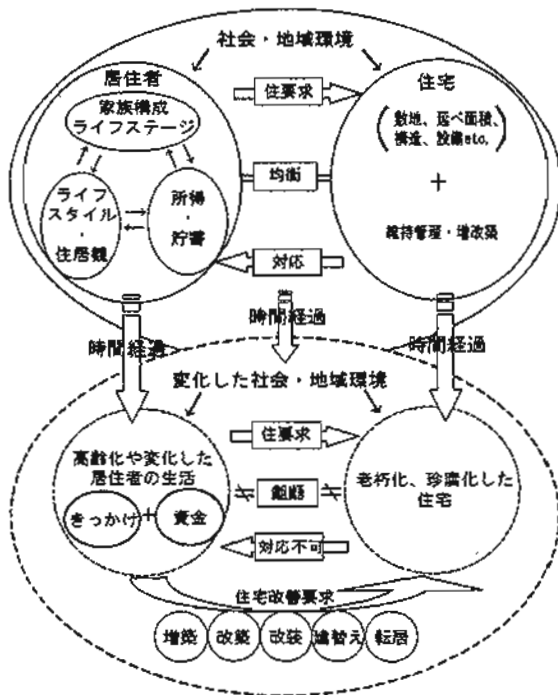 社会・地域環境
居住者
住宅
家族構成
ライフステージ
住要求
敷地、延べ面積、
構造、設備etc.
均衡
+
ライフ
スタイル
・
住居観
所得
・
貯蓄
維持管理・増改築
対応
時間経過
時間経過
時間経過
変化した社会・地域環境
住要求
高齢化や変化した
居住者の生活
老朽化、珍腐化した
住宅
齟齬
きっかけ
+
資金
対応不可
住宅改善要求
増築
改築
改装
建替え
転居